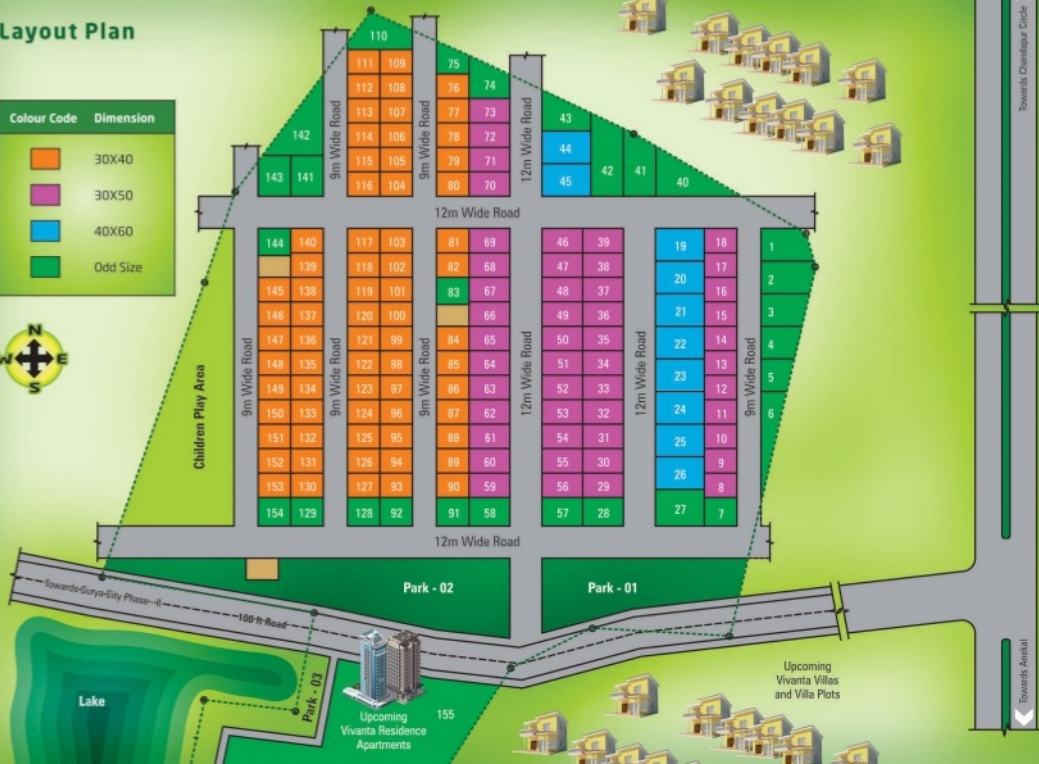 Layout Plan
Colour Code Dimension
30X40
30X50
40X60
Odd Size
N
W E
S
110
111 109
112 108
113 107
114 106
115 105
116 104
142
143 141
9m Wide Road
9m Wide Road
75
76 74
77 73
78 72
79 71
80 70
12m Wide Road
43
44
45
42 41 40
12m Wide Road
144 140
139
145 138
146 137
147 136
148 135
149 134
150 133
151 132
152 131
153 130
154 129
117 103
118 102
119 101
120 100
121 99
122 98
123 97
124 96
125 95
126 94
127 93
128 92
81 69
82 68
83 67
66
84 65
85 64
86 63
87 62
88 61
89 60
90 59
91 58
46 39
47 38
48 37
49 36
50 35
51 34
52 33
53 32
54 31
55 30
56 29
57 28
19
20
21
22
23
24
25
26
27
18
17
16
15
14
13
12
11
10
9
8
7
1
2
3
4
5
6
Children Play Area
9m Wide Road
9m Wide Road
9m Wide Road
12m Wide Road
12m Wide Road
9m Wide Road
12m Wide Road
Park - 02
Park - 01
Towards Surya City Phase - II
100 ft Road
Lake
Park - 03
Upcoming
Vivanta Residence
Apartments
155
Upcoming
Vivanta Villas
and Villa Plots
Towards Chandapur Circle
Towards Anekal